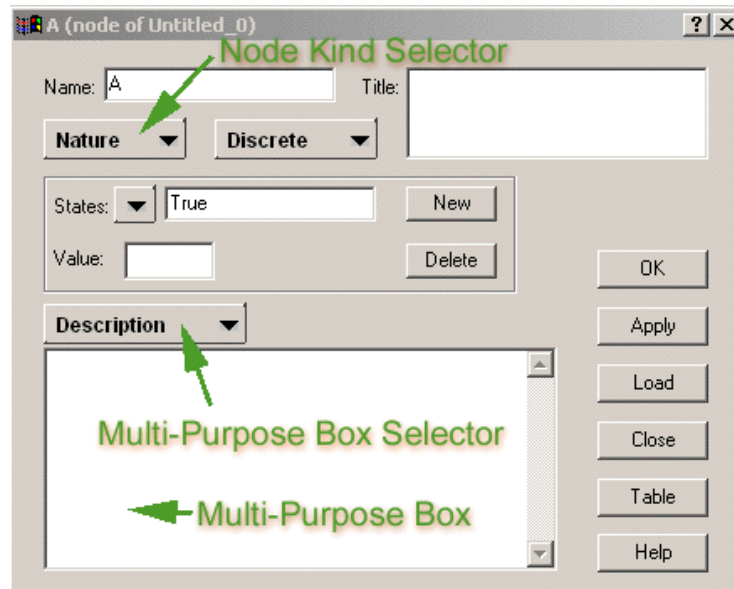 A (node of Untitled_0)
Node Kind Selector
Name: A
Title:
Nature
Discrete
States: True
New
Value:
Delete
OK
Description
Apply
Load
Multi-Purpose Box Selector
Close
Multi-Purpose Box
Table
Help